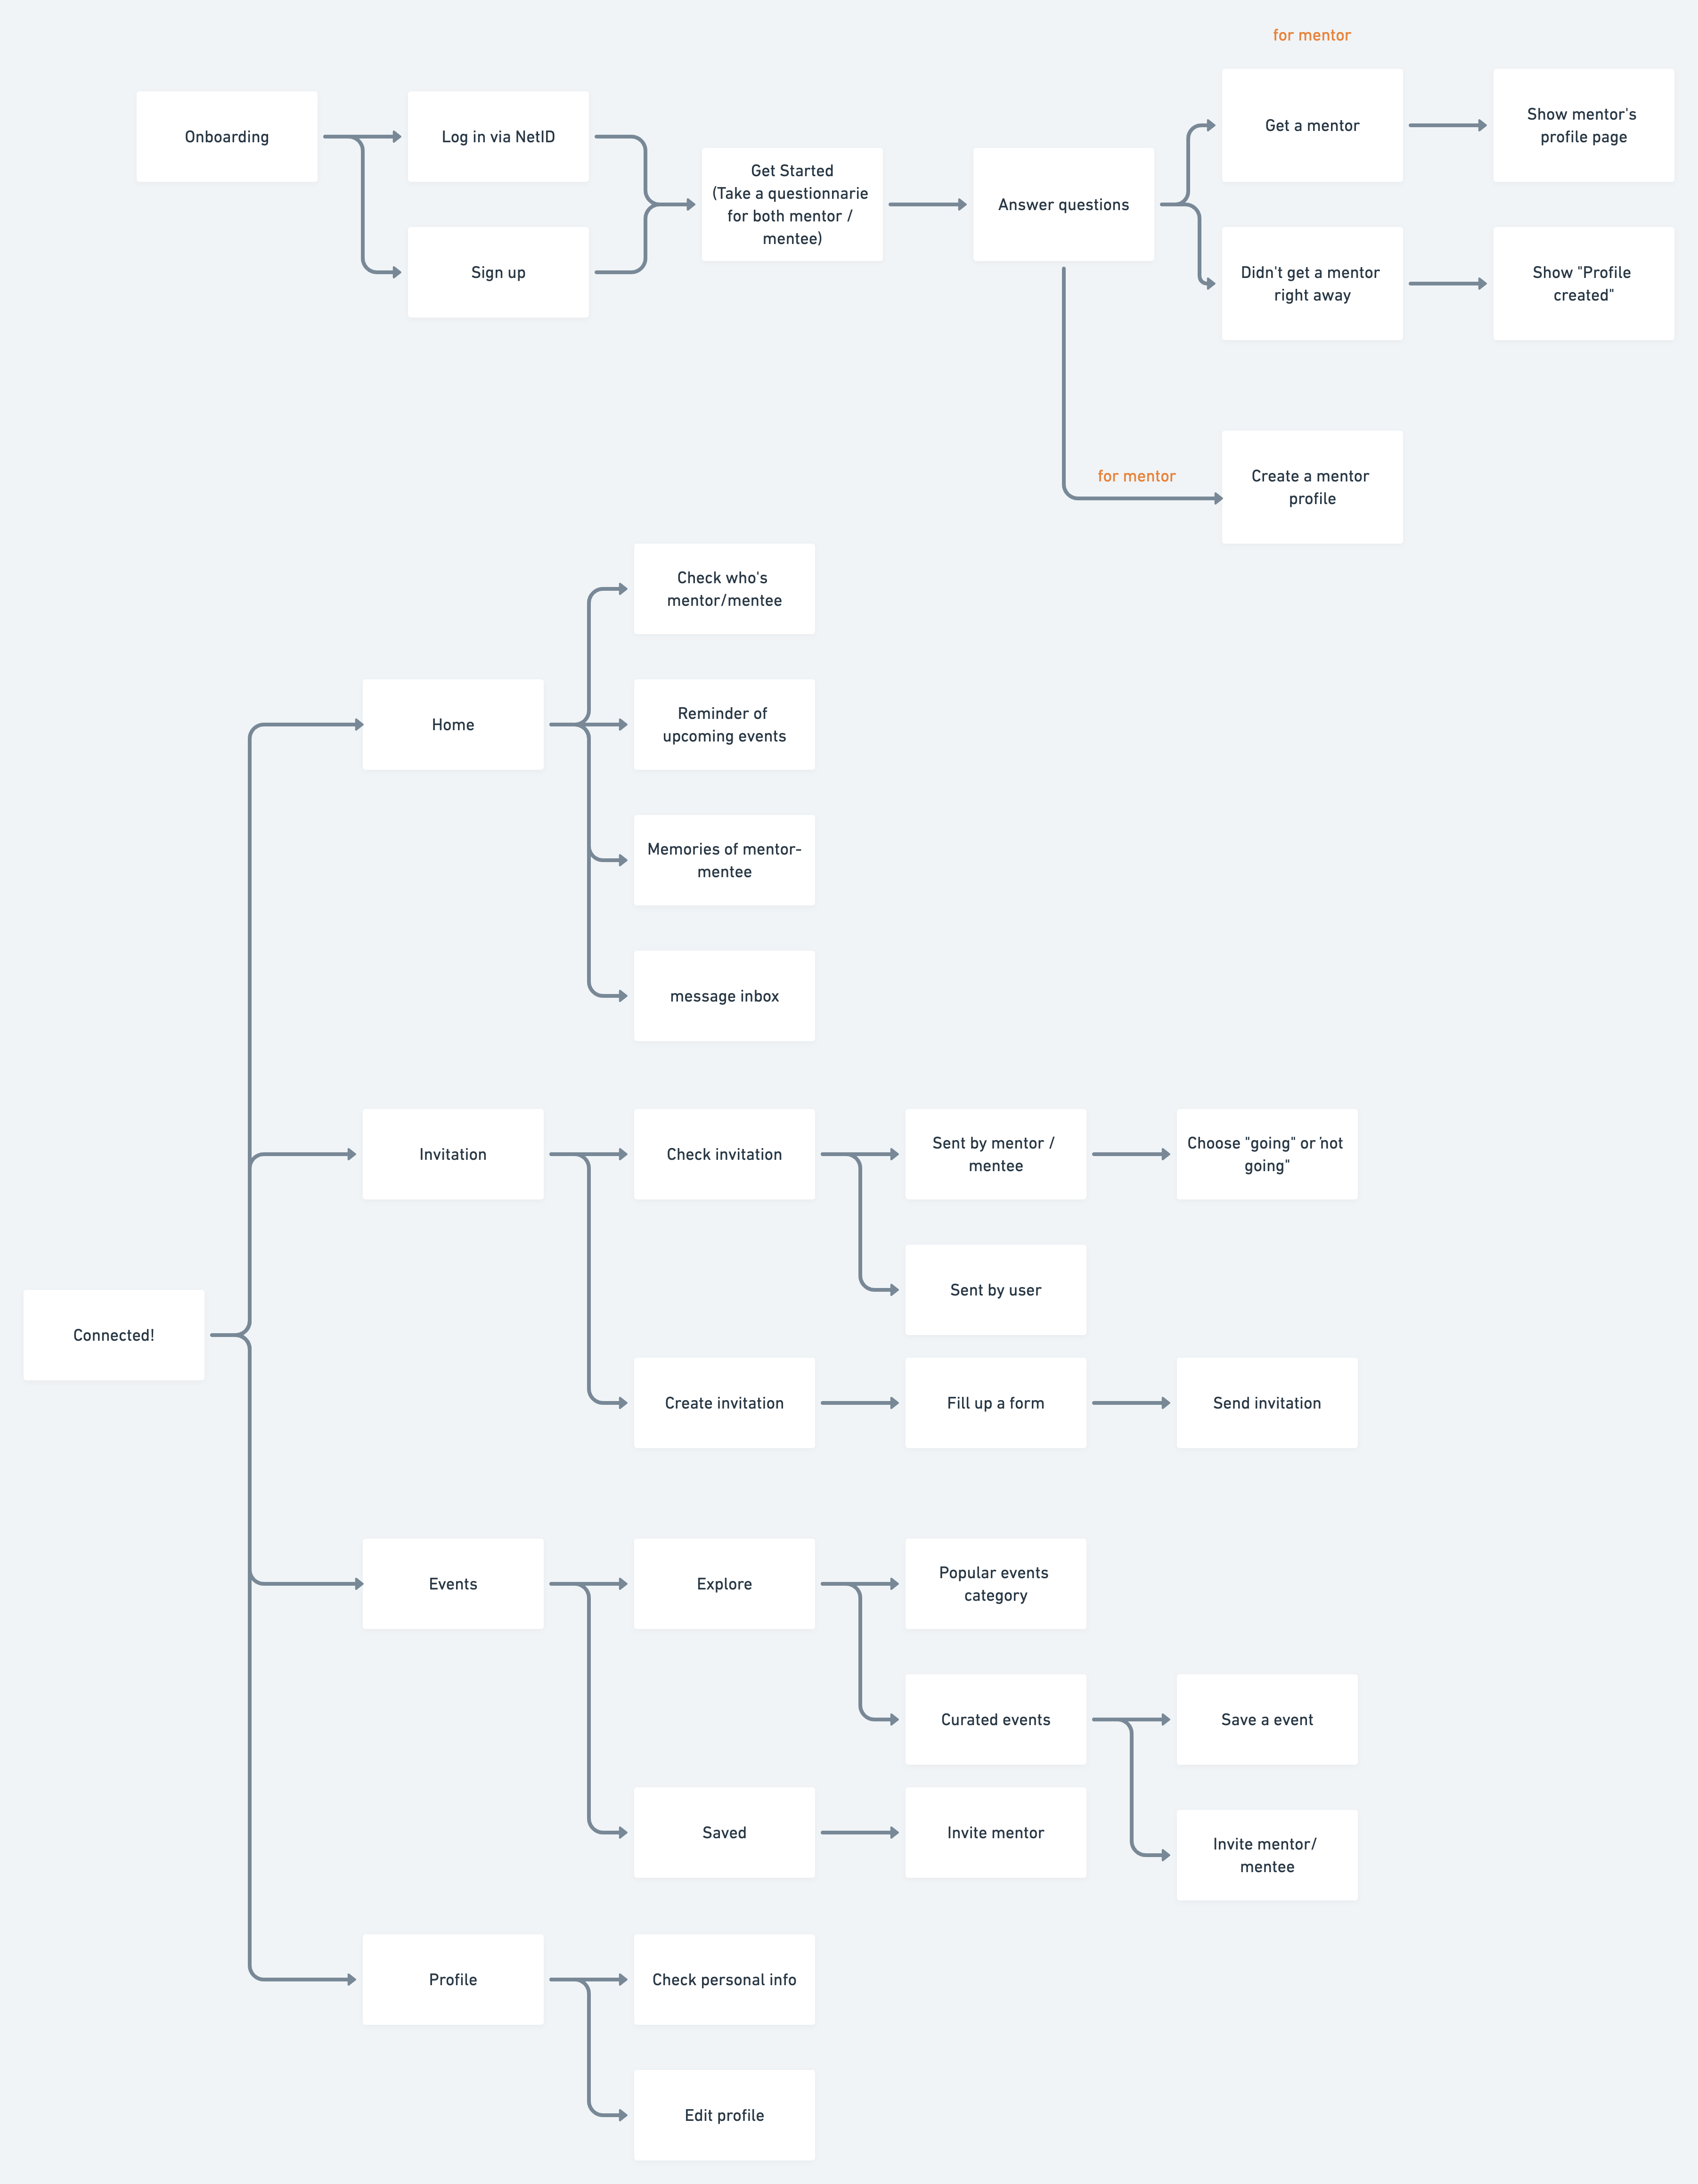 for mentor
Onboarding
Log in via NetID
Sign up
Get Started
(Take a questionnarie
for both mentor /
mentee)
Answer questions
Get a mentor
Show mentor's
profile page
Didn't get a mentor
right away
Show "Profile
created"
for mentor
Create a mentor
profile
Connected!
Home
Check who's
mentor/mentee
Reminder of
upcoming events
Memories of mentor-
mentee
message inbox
Invitation
Check invitation
Sent by mentor /
mentee
Choose "going" or 'not
going"
Sent by user
Create invitation
Fill up a form
Send invitation
Events
Explore
Popular events
category
Curated events
Save a event
Invite mentor/
mentee
Saved
Invite mentor
Profile
Check personal info
Edit profile